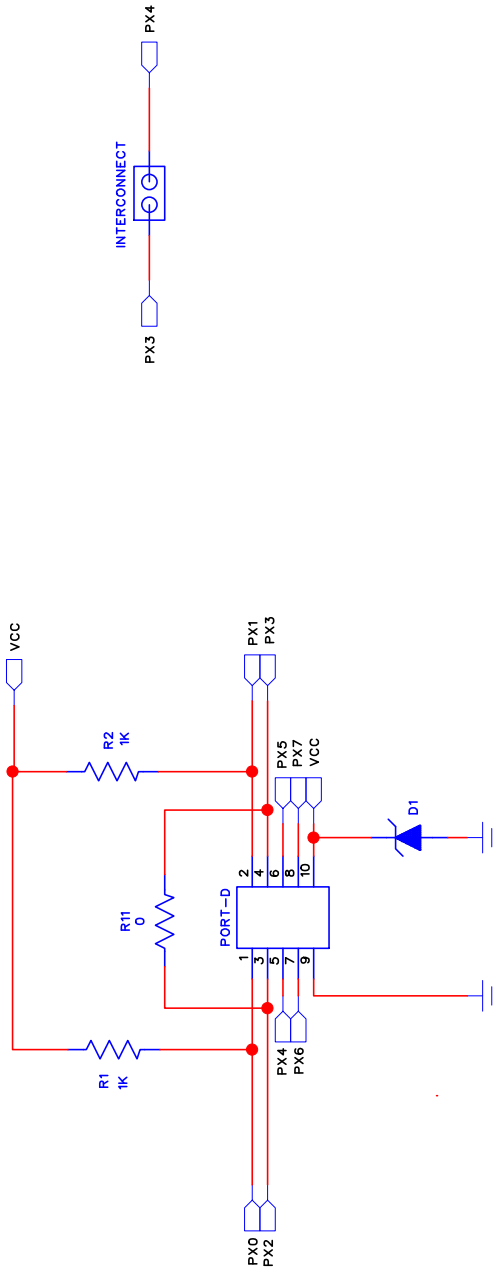 VCC
R1
1K
R11
0
R2
1K
PX0
PX2
1
3
5
7
9
PORT-D
2
4
6
8
10
PX1
PX3
PX4
PX6
PX5
PX7
VCC
D1
PX3
INTERCONNECT
PX4